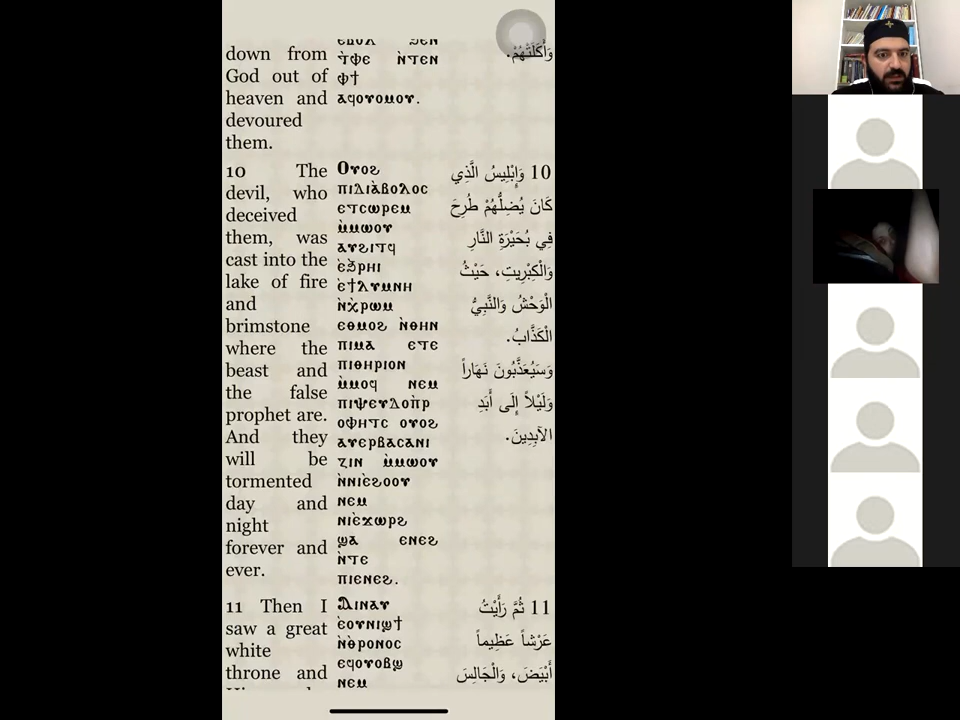 down from
God out of
heaven and
devoured
them.
10 The
devil, who
deceived
them, was
cast into the
lake of fire
and
brimstone
where the
beast and
the false
prophet are.
And they
will be
tormented
day and
night
forever and
ever.
11 Then I
saw a great
white
throne and
ⲉⲃⲟⲗ ϧⲉⲛ
ⲧ̀ⲫⲉ ⲛ̀ⲧⲉⲛ
ⲫϯ
ⲁϥⲟⲩⲟⲙⲟⲩ.
Ⲟⲩⲟϩ
ⲡⲓⲇⲓⲁ̀ⲃⲟⲗⲟⲥ
ⲉⲧⲥⲱⲣⲉⲙ
ⲙ̀ⲙⲱⲟⲩ
ⲁⲩϩⲓⲧϥ
ⲉ̀ϧⲣⲏⲓ
ⲉ̀ϯⲗⲩⲙⲛⲏ
ⲛ̀ⲭ̀ⲣⲱⲙ
ⲉⲑⲙⲟϩ ⲛ̀ⲑⲏⲛ
ⲡⲓⲙⲁ ⲉⲧⲉ
ⲡⲓⲑⲏⲣⲓⲟⲛ
ⲙ̀ⲙⲟϥ ⲛⲉⲙ
ⲡⲓⲯⲉⲩⲇⲟⲡ̀ⲣ
ⲟⲫⲏⲧⲥ ⲟⲩⲟϩ
ⲁⲩⲉⲣⲃⲁⲥⲁⲛⲓ
ⲍⲓⲛ ⲙ̀ⲙⲱⲟⲩ
ⲛ̀ⲛⲓⲉ̀ϩⲟⲟⲩ
ⲛⲉⲙ
ⲛⲓⲉ̀ϫⲱⲣϩ
ϣⲁ ⲉⲛⲉϩ
ⲛ̀ⲧⲉ
ⲡⲓⲉⲛⲉϩ.
Ⲁⲓⲛⲁⲩ
ⲉ̀ⲟⲩⲛⲓϣϯ
ⲛ̀ⲑ̀ⲣⲟⲛⲟⲥ
ⲉϥⲟⲩⲟⲃϣ
ⲛⲉⲙ
وَأَكَلَتْهُمْ.
10 وَإِبْلِيسُ الَّذِي
كَانَ يُضِلُّهُمْ طُرِحَ
فِي بُحَيْرَةِ النَّارِ
وَالْكِبْرِيتِ، حَيْثُ
الْوَحْشُ وَالنَّبِيُّ
الْكَذَّابُ.
وَسَيُعَذَّبُونَ نَهَاراً
وَلَيْلاً إِلَى أَبَدِ
الآبِدِينَ.
11 ثُمَّ رَأَيْتُ
عَرْشاً عَظِيماً
أَبْيَضَ، وَالْجَالِسَ